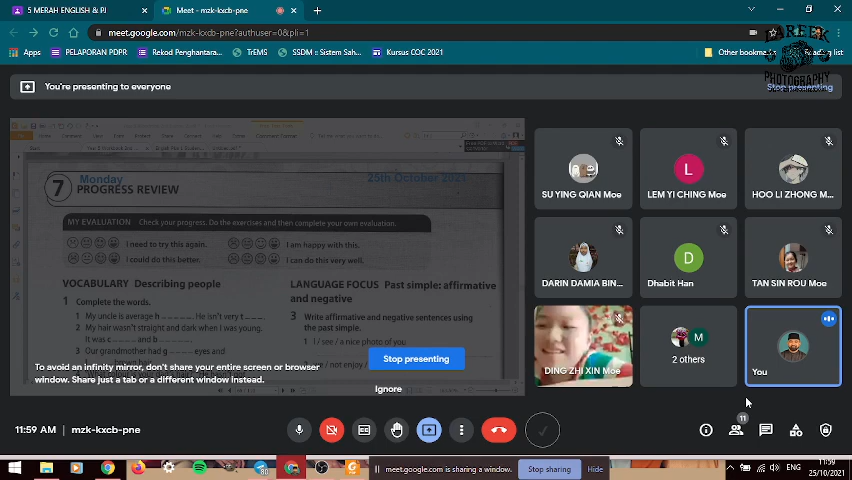 5 MERAH ENGLISH & PJ
Meet - mzk-kxcb-pne
meet.google.com/mzk-kxcb-pne?authuser=0&pli=1
Apps
PELAPORAN PDPR
Rekod Penghantara...
TrEMS
SSDM :: Sistem Sah...
Kursus COC 2021
Other bookmarks
Reading list
PHOTOGRAPHY
You're presenting to everyone
Stop presenting
Monday
25th October 2021
7 PROGRESS REVIEW
MY EVALUATION Check your progress. Do the exercises and then complete your own evaluation.
I need to try this again.
I am happy with this.
I could do this better.
I can do this very well.
VOCABULARY Describing people
1 Complete the words.
1 My uncle is average h_______. He isn't very t_______.
2 My hair wasn't straight and dark when I was young.
It was c_______ and b_______.
3 Our grandmother had g_______ eyes and
LANGUAGE FOCUS Past simple: affirmative
and negative
3 Write affirmative and negative sentences using
the past simple.
1 I / see / a nice photo of you
To avoid an infinity mirror, don't share your entire screen or browser
window. Share just a tab or a different window instead.
Stop presenting
Ignore
SU YING QIAN Moe
L
LEM YI CHING Moe
HOO LI ZHONG M...
DARIN DAMIA BIN...
D
Dhabit Han
TAN SIN ROU Moe
DING ZHI XIN Moe
M
2 others
You
11:59 AM | mzk-kxcb-pne
11
80
meet.google.com is sharing a window.
Stop sharing
Hide
ENG
11:59
25/10/2021